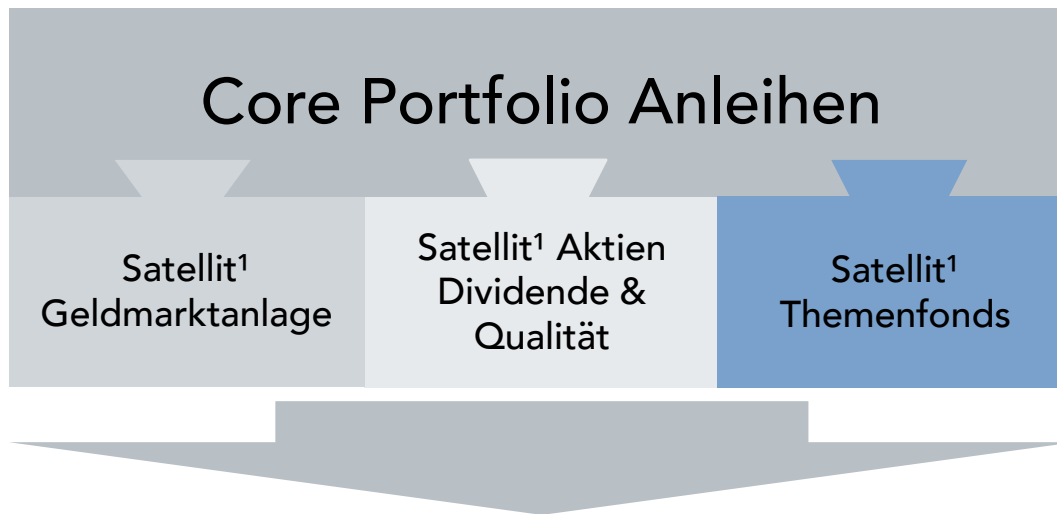 Core Portfolio Anleihen
Satellit¹
Geldmarktanlage
Satellit¹ Aktien
Dividende &
Qualität
Satellit¹
Themenfonds